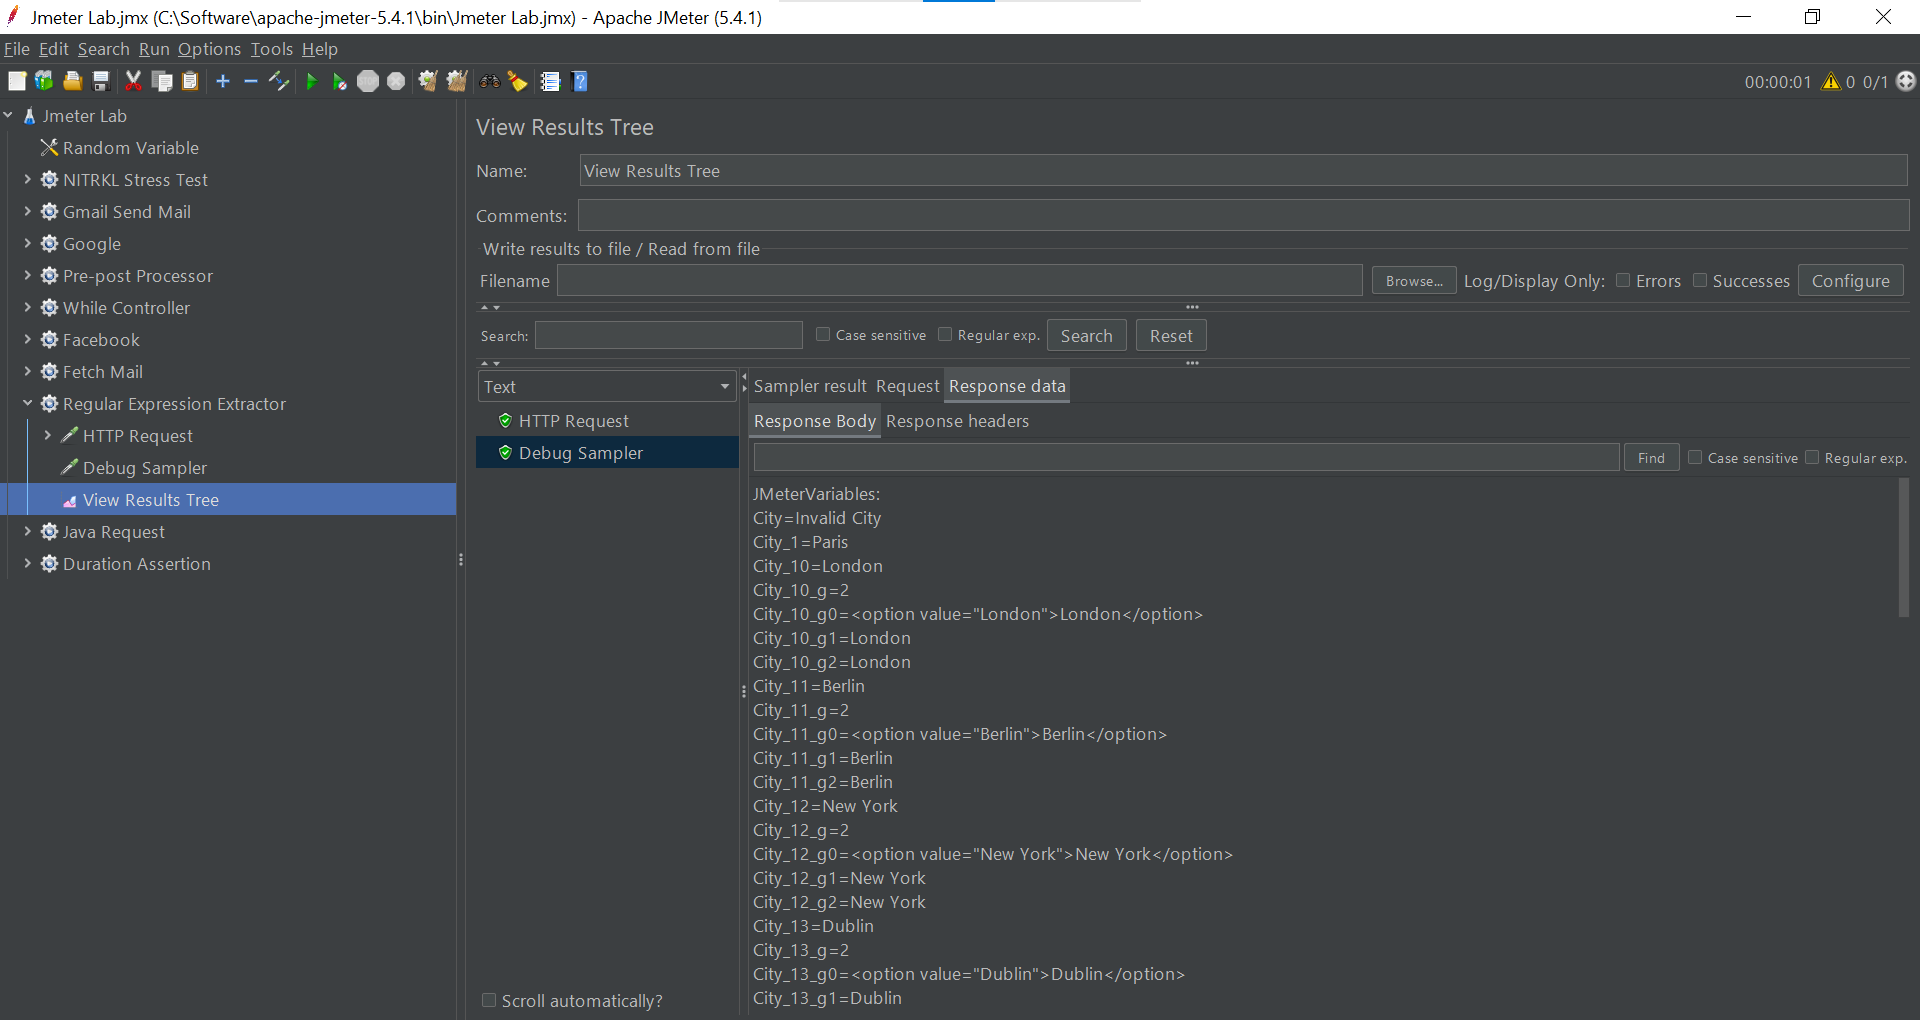 Jmeter Lab.jmx (C:\Software\apache-jmeter-5.4.1\bin\Jmeter Lab.jmx) - Apache JMeter (5.4.1)
File Edit Search Run Options Tools Help
00:00:01 0 0/1
Jmeter Lab
Random Variable
NITRKL Stress Test
Gmail Send Mail
Google
Pre-post Processor
While Controller
Facebook
Fetch Mail
Regular Expression Extractor
HTTP Request
Debug Sampler
View Results Tree
Java Request
Duration Assertion
View Results Tree
Name: View Results Tree
Comments:
Write results to file / Read from file
Filename Browse... Log/Display Only: Errors Successes Configure
Search: Case sensitive Regular exp. Search Reset
Text
HTTP Request
Debug Sampler
Scroll automatically?
Sampler result Request Response data
Response Body Response headers
Find Case sensitive Regular exp.
JMeterVariables:
City=Invalid City
City_1=Paris
City_10=London
City_10_g=2
City_10_g0=<option value="London">London</option>
City_10_g1=London
City_10_g2=London
City_11=Berlin
City_11_g=2
City_11_g0=<option value="Berlin">Berlin</option>
City_11_g1=Berlin
City_11_g2=Berlin
City_12=New York
City_12_g=2
City_12_g0=<option value="New York">New York</option>
City_12_g1=New York
City_12_g2=New York
City_13=Dublin
City_13_g=2
City_13_g0=<option value="Dublin">Dublin</option>
City_13_g1=Dublin